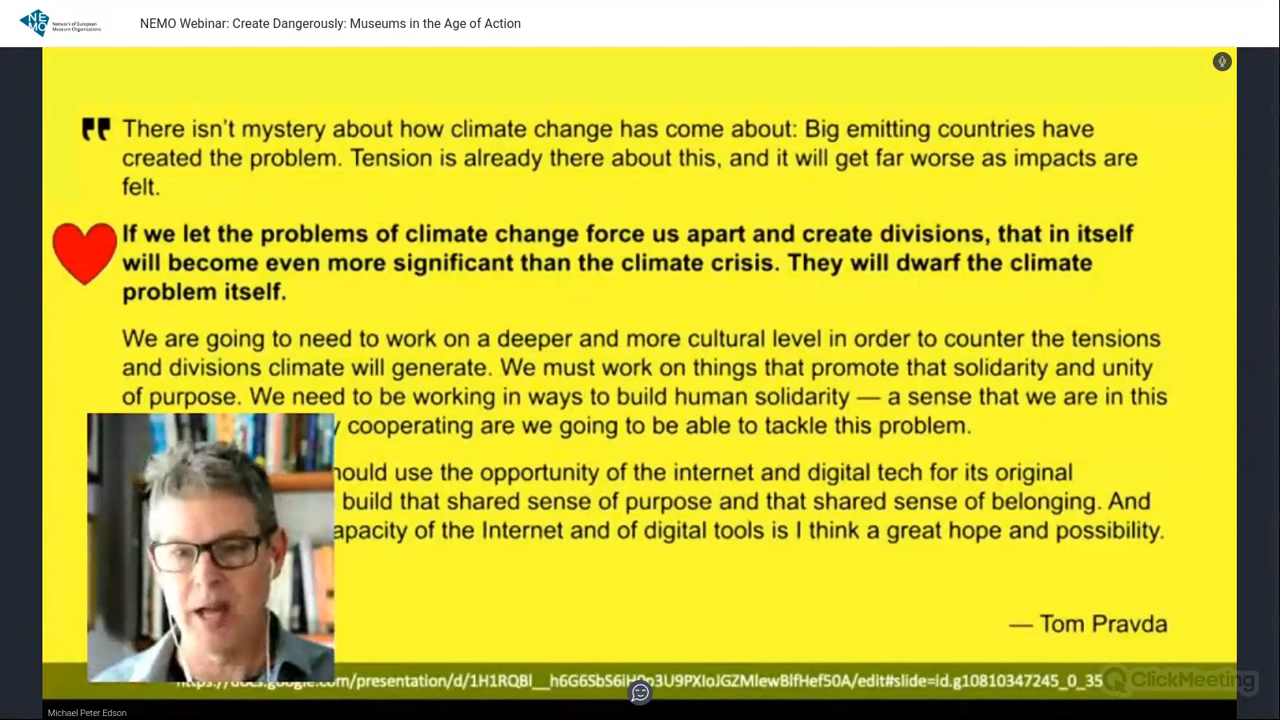 NEMO
Network of European
Museum Organisations
NEMO Webinar: Create Dangerously: Museums in the Age of Action
There isn't mystery about how climate change has come about: Big emitting countries have
created the problem. Tension is already there about this, and it will get far worse as impacts are
felt.
If we let the problems of climate change force us apart and create divisions, that in itself
will become even more significant than the climate crisis. They will dwarf the climate
problem itself.
We are going to need to work on a deeper and more cultural level in order to counter the tensions
and divisions climate will generate. We must work on things that promote that solidarity and unity
of purpose. We need to be working in ways to build human solidarity — a sense that we are in this
cooperating are we going to be able to tackle this problem.
use the opportunity of the internet and digital tech for its original
build that shared sense of purpose and that shared sense of belonging. And
of the Internet and of digital tools is I think a great hope and possibility.
— Tom Pravda
ClickMeeting
Michael Peter Edson